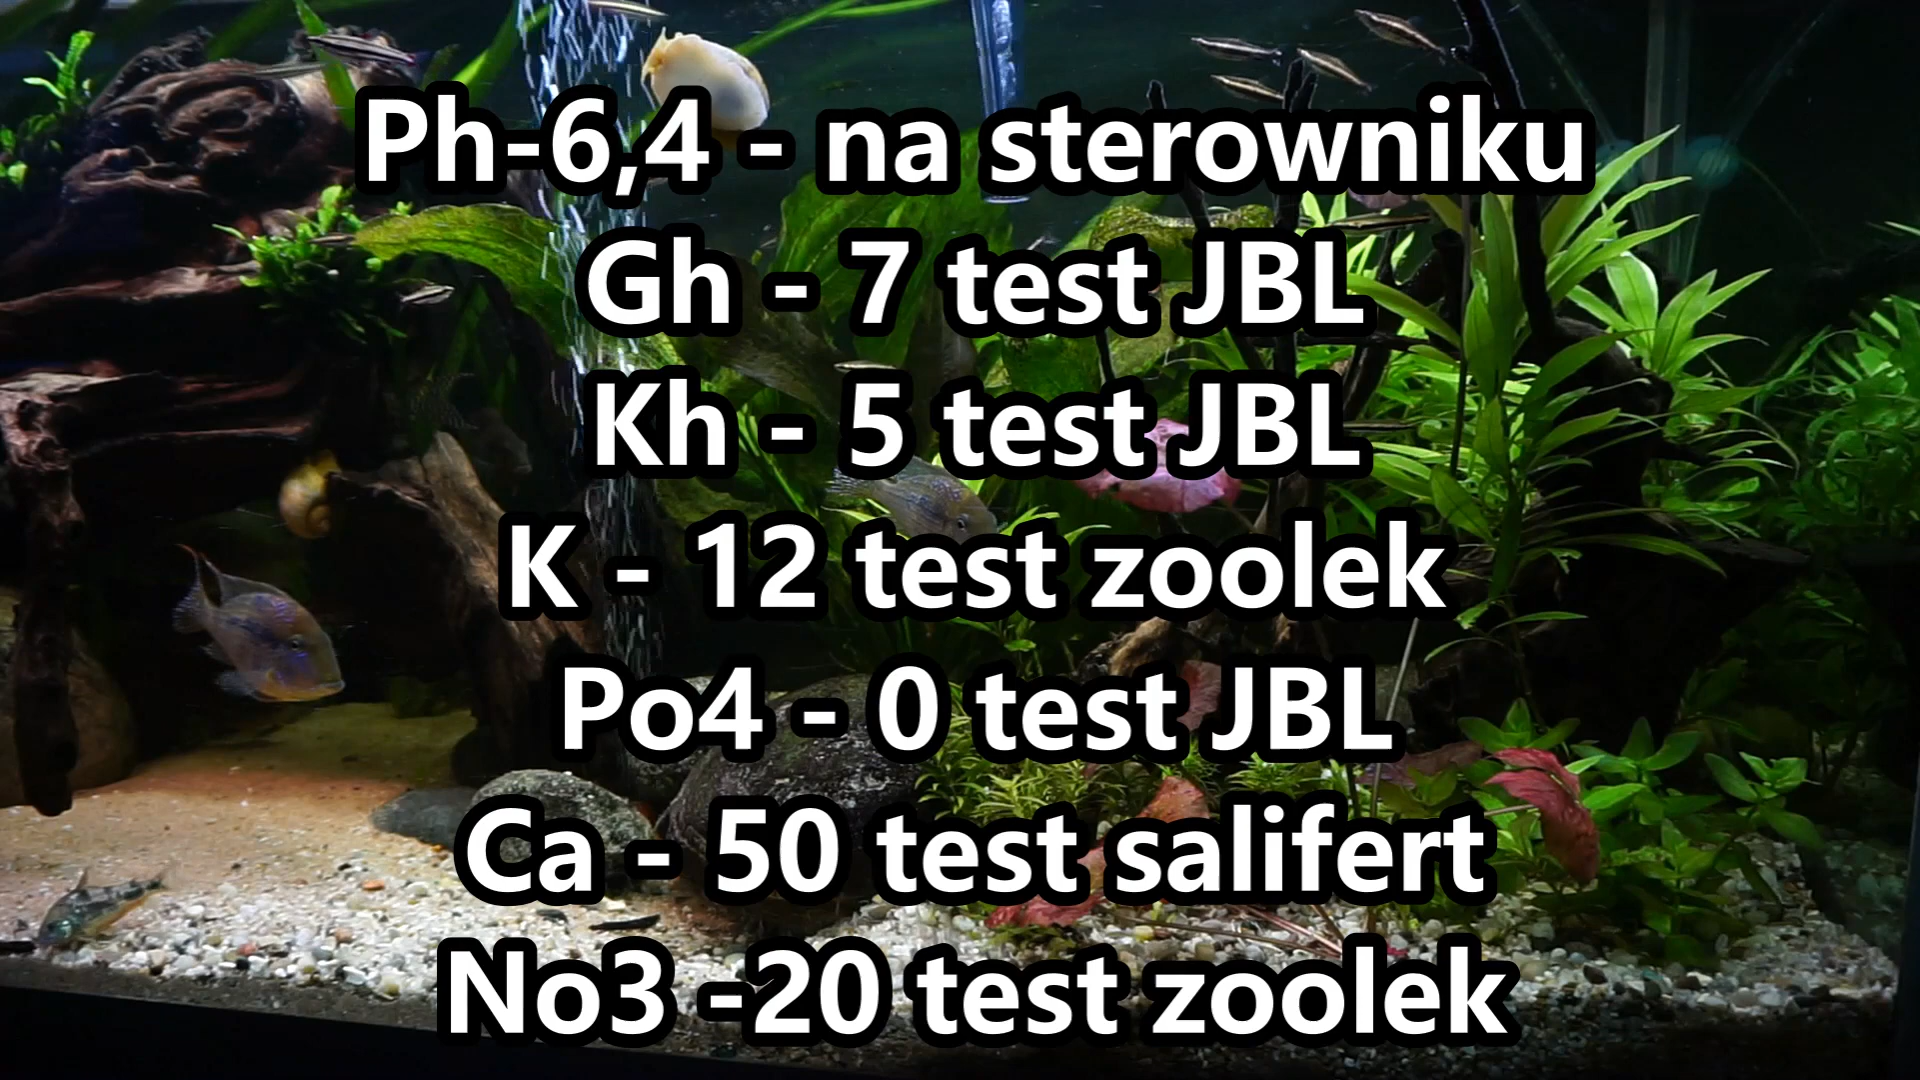 Ph-6,4 - na sterowniku
Gh - 7 test JBL
Kh - 5 test JBL
K - 12 test zoolek
Po4 - 0 test JBL
Ca - 50 test salifert
No3 -20 test zoolek